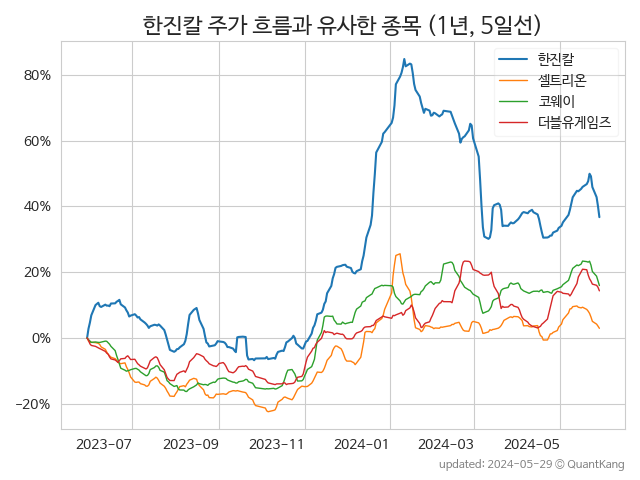 한진칼 주가 흐름과 유사한 종목 (1년, 5일선)
한진칼
셀트리온
코웨이
더블유게임즈
80%
60%
40%
20%
0%
−20%
2023-07 2023-09 2023-11 2024-01 2024-03 2024-05
updated: 2024-05-29 © QuantKang